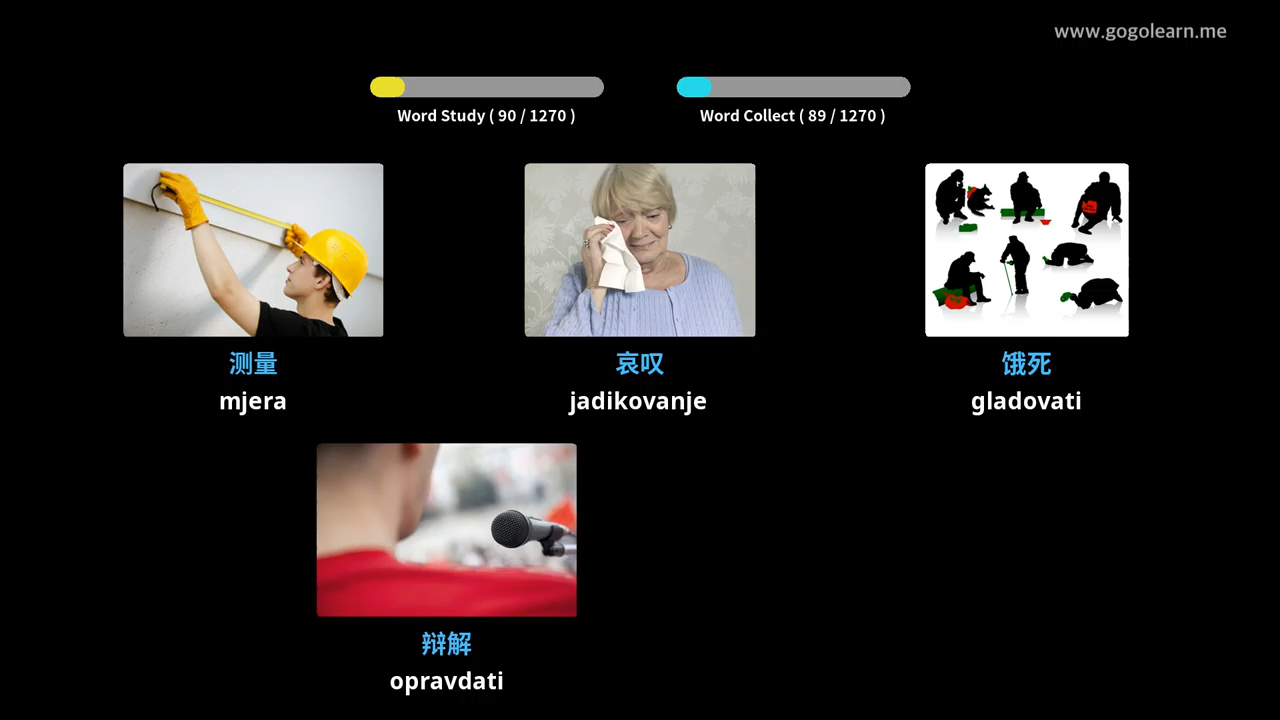 www.gogolearn.me
Word Study ( 90 / 1270 )
Word Collect ( 89 / 1270 )
测量
mjera
哀叹
jadikovanje
饿死
gladovati
辩解
opravdati